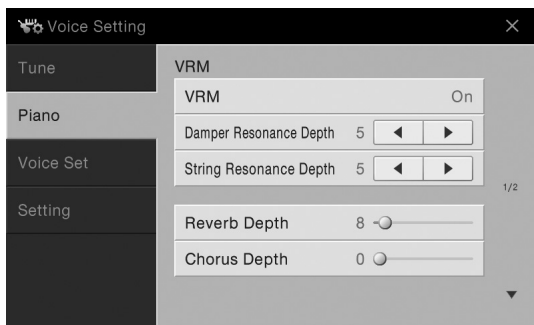 Voice Setting
Tune
Piano
Voice Set
Setting
VRM
VRM On
Damper Resonance Depth 5
String Resonance Depth 5
1/2
Reverb Depth 8
Chorus Depth 0